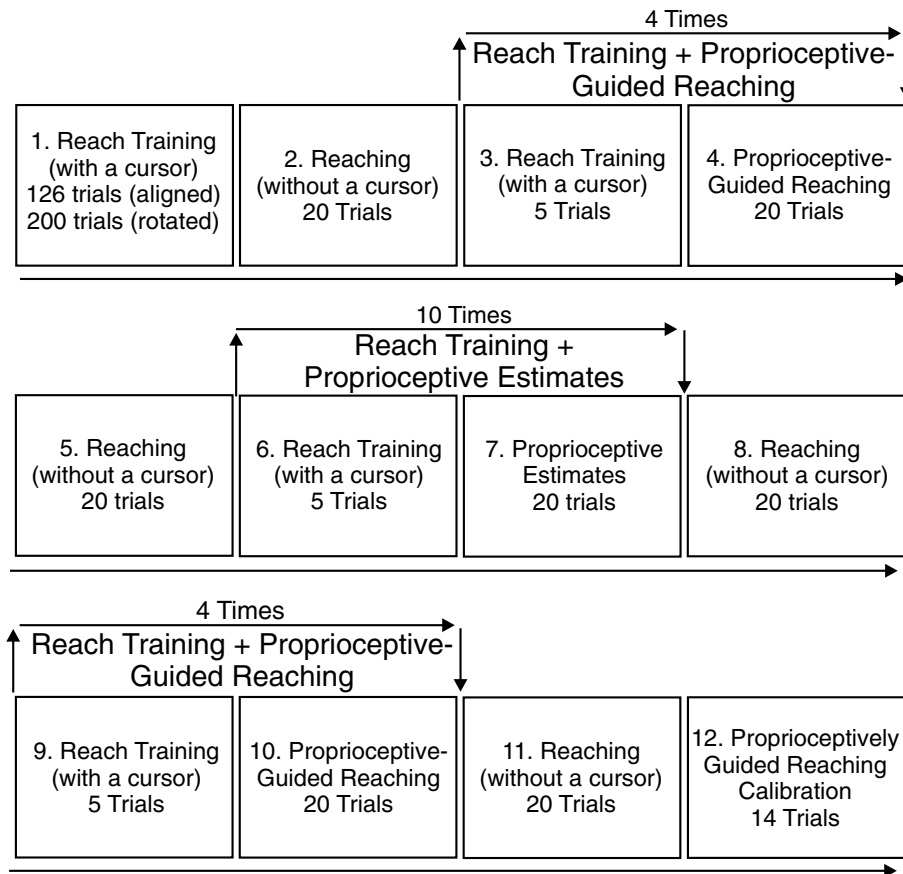 4 Times
Reach Training + Proprioceptive-
Guided Reaching
1. Reach Training
(with a cursor)
126 trials (aligned)
200 trials (rotated)
2. Reaching
(without a cursor)
20 Trials
3. Reach Training
(with a cursor)
5 Trials
4. Proprioceptive-
Guided Reaching
20 Trials
10 Times
Reach Training +
Proprioceptive Estimates
5. Reaching
(without a cursor)
20 trials
6. Reach Training
(with a cursor)
5 Trials
7. Proprioceptive
Estimates
20 trials
8. Reaching
(without a cursor)
20 trials
4 Times
Reach Training + Proprioceptive-
Guided Reaching
9. Reach Training
(with a cursor)
5 Trials
10. Proprioceptive-
Guided Reaching
20 Trials
11. Reaching
(without a cursor)
20 Trials
12. Proprioceptively
Guided Reaching
Calibration
14 Trials